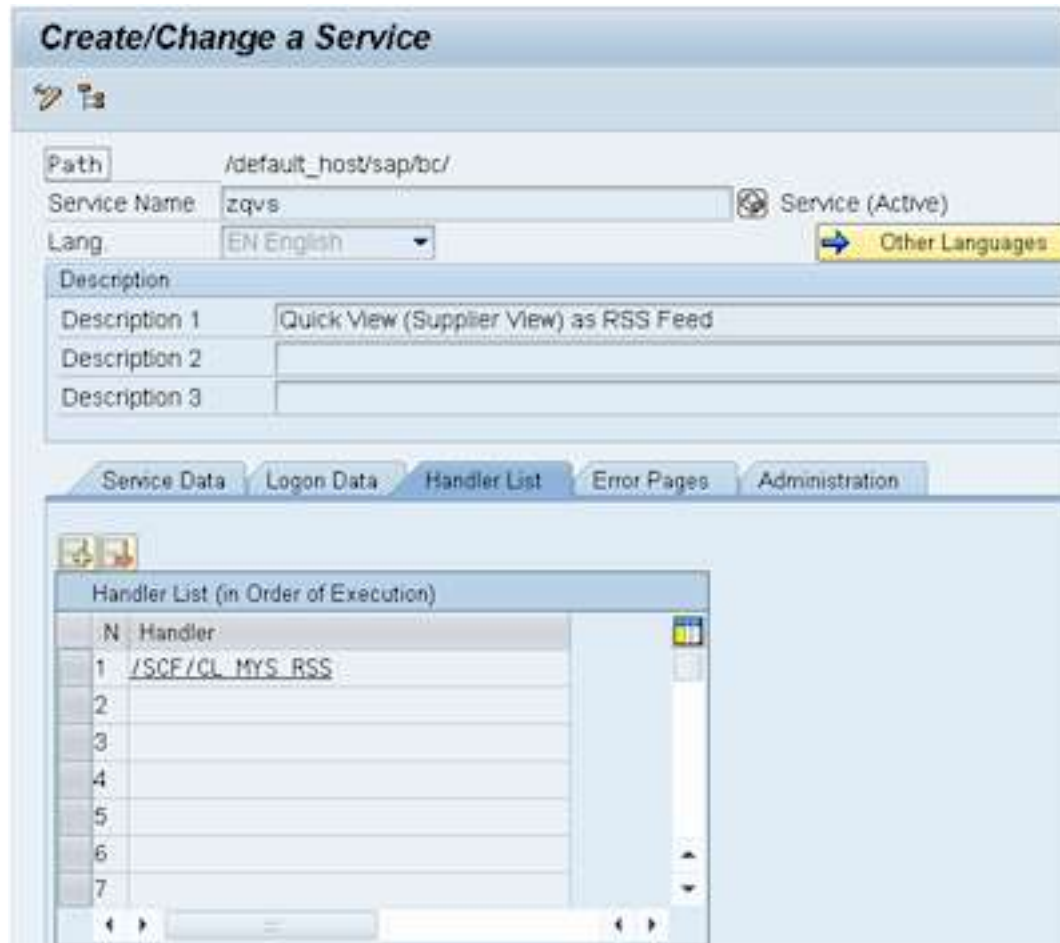 Create/Change a Service
Path /default_host/sap/bc/
Service Name zqvs Service (Active)
Lang. EN English Other Languages
Description
Description 1 Quick View (Supplier View) as RSS Feed
Description 2
Description 3
Service Data Logon Data Handler List Error Pages Administration
Handler List (in Order of Execution)
N Handler
1 /SCF/CL_MYS_RSS
2
3
4
5
6
7